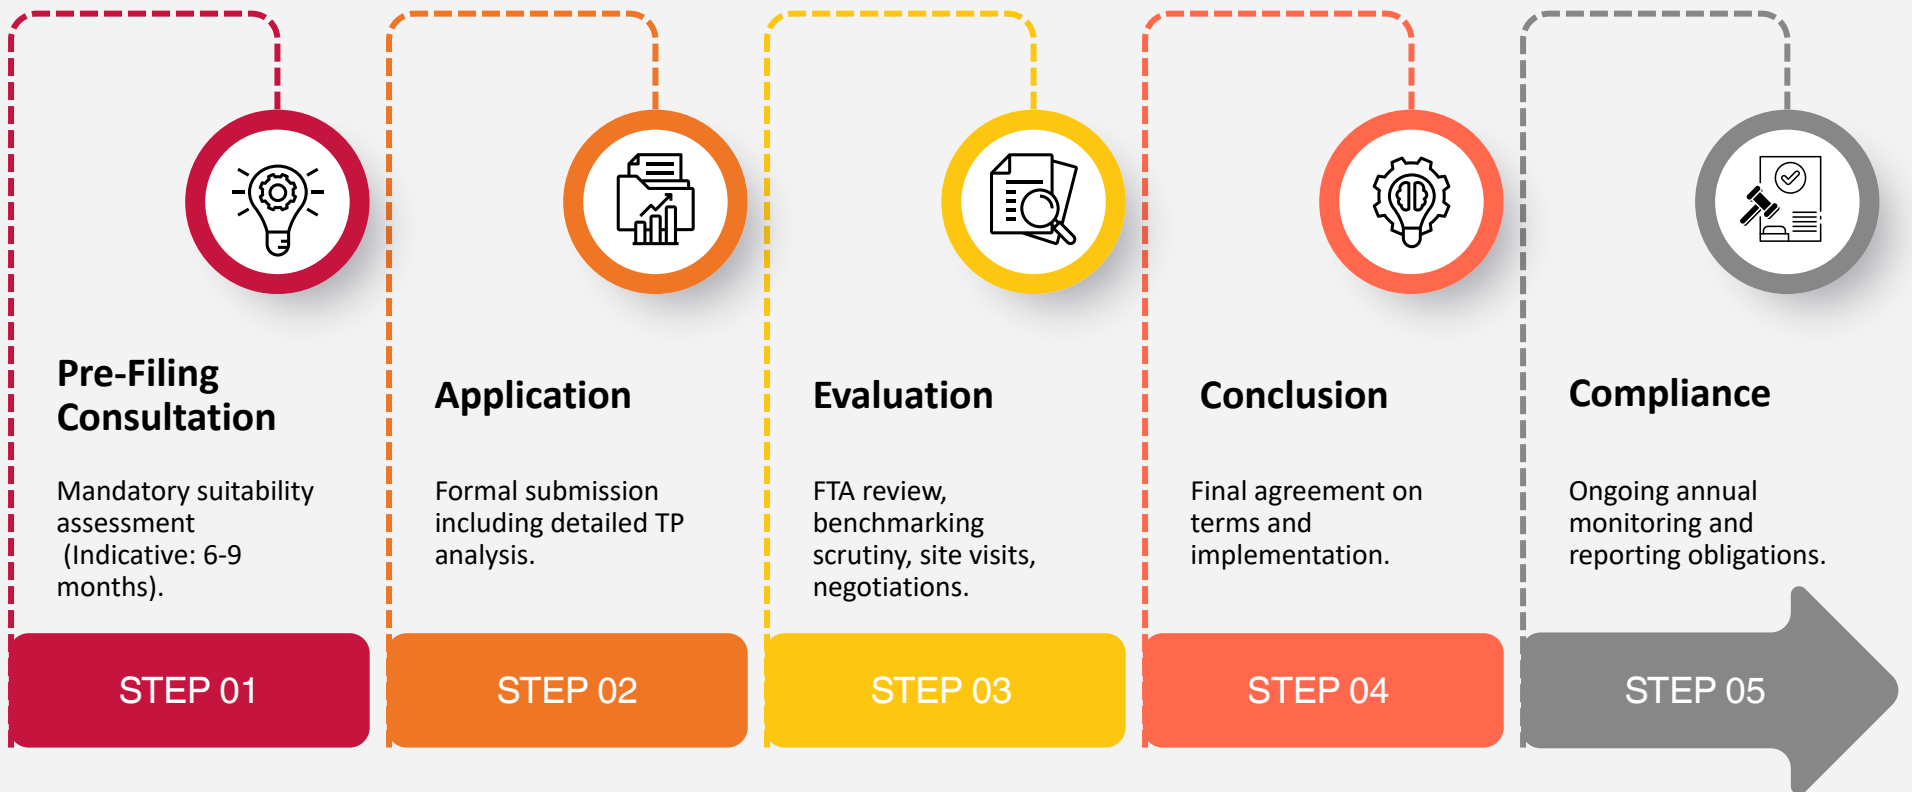 Pre-Filing
Consultation
Mandatory suitability
assessment
(Indicative: 6-9
months).
STEP 01
Application
Formal submission
including detailed TP
analysis.
STEP 02
Evaluation
FTA review,
benchmarking
scrutiny, site visits,
negotiations.
STEP 03
Conclusion
Final agreement on
terms and
implementation.
STEP 04
Compliance
Ongoing annual
monitoring and
reporting obligations.
STEP 05